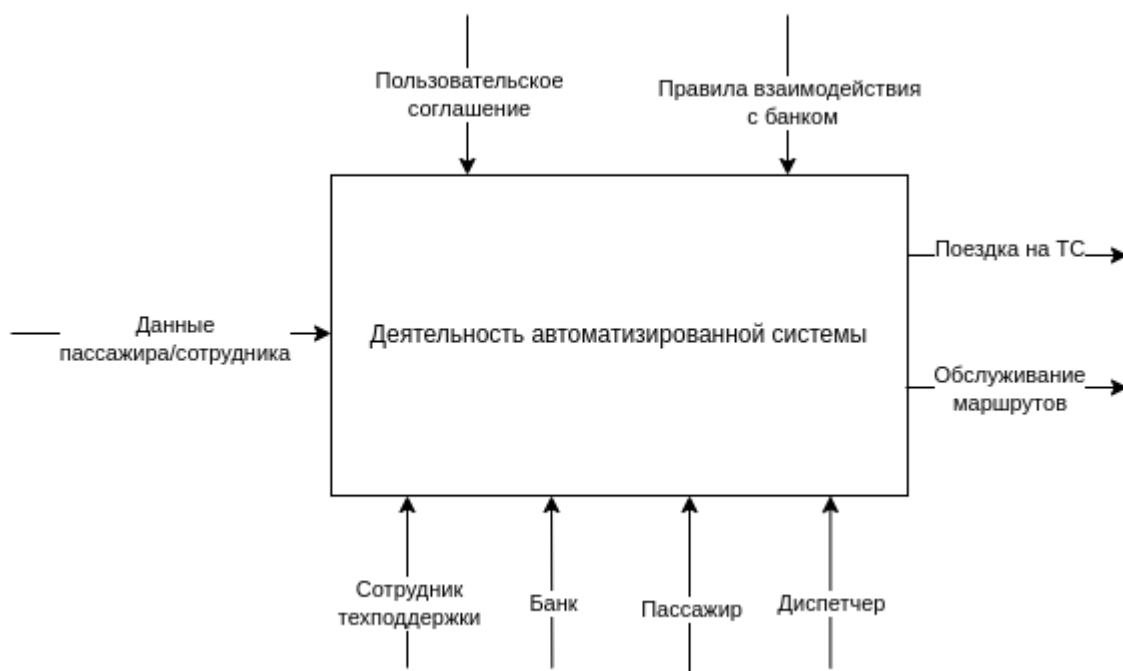 Пользовательское
соглашение
Правила взаимодействия
с банком
Поездка на ТС
Данные
пассажира/сотрудника
Деятельность автоматизированной системы
Обслуживание
маршрутов
Сотрудник
техподдержки
Банк
Пассажир
Диспетчер